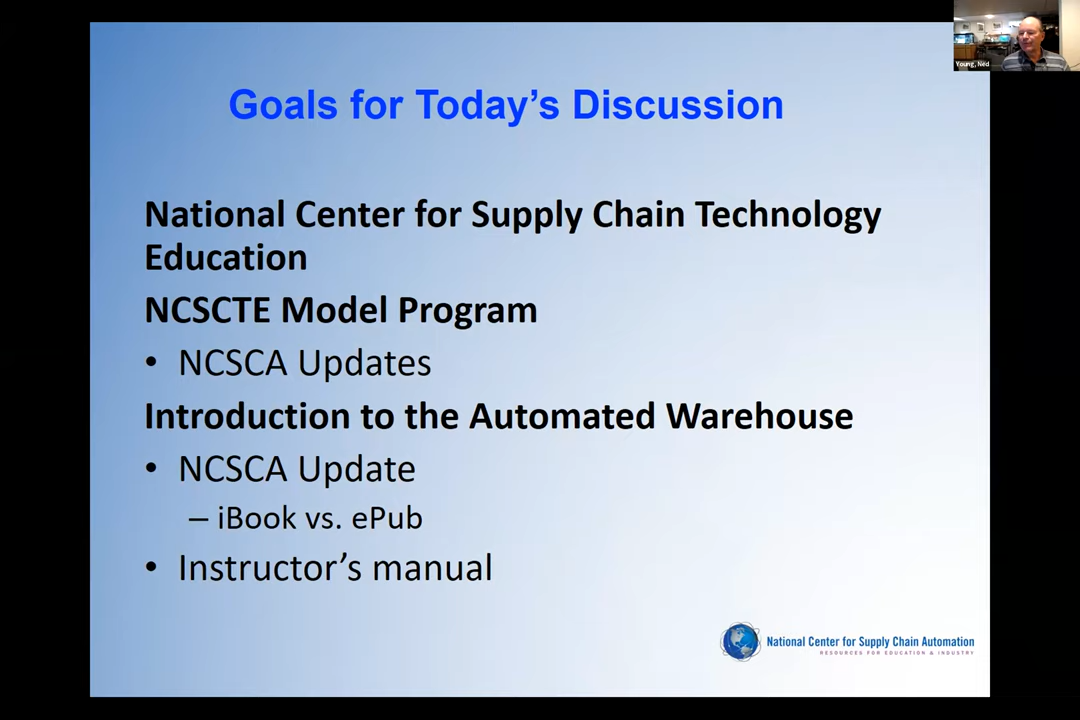 Goals for Today's Discussion
National Center for Supply Chain Technology
Education
NCSCTE Model Program
• NCSCA Updates
Introduction to the Automated Warehouse
• NCSCA Update
– iBook vs. ePub
• Instructor's manual
National Center for Supply Chain Automation
RESOURCES FOR EDUCATION & INDUSTRY
Young, Ned